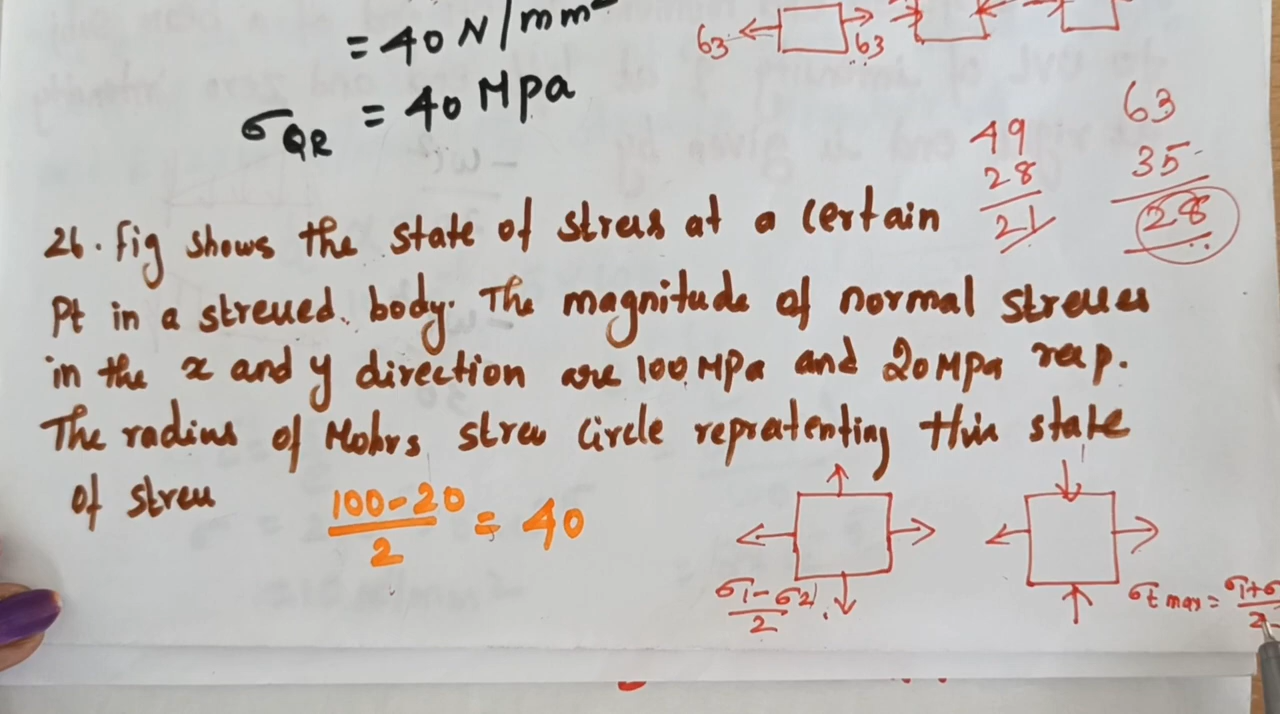 = 40 N/mm²
σQR = 40 MPa
63 63
49
28
21
63
35
28
26. Fig shows the state of stress at a certain
Pt in a stressed body. The magnitude of normal stresses
in the x and y direction are 100 MPa and 20 MPa resp.
The radius of Mohrs stress circle representing this state
of stress
100-20 / 2 = 40
σ1-σ2 / 2
σt max = σ1+σ / 2